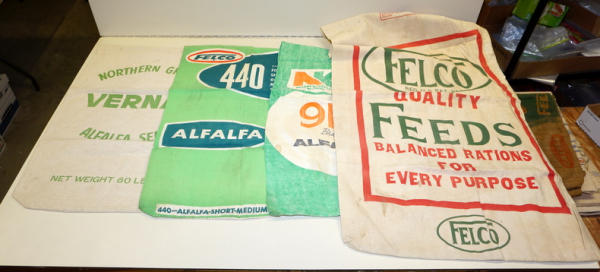 NORTHERN
VERNA
ALFALFA
NET WEIGHT 60
FELCO
440
ALFALFA
440-ALFALFA-SHORT-MEDIUM
FELCO
QUALITY
FEEDS
BALANCED RATIONS
FOR
EVERY PURPOSE
FELCO